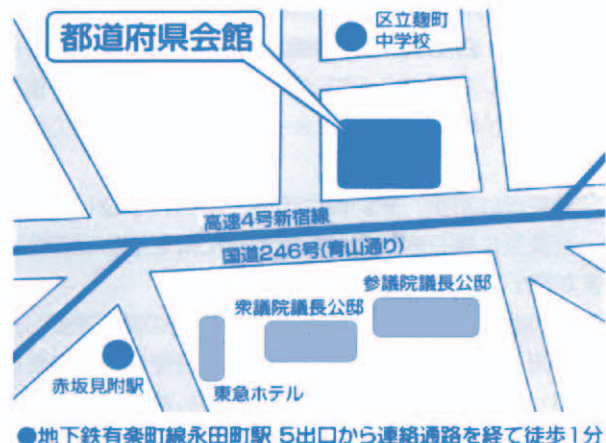 区立麹町
中学校
都道府県会館
高速4号新宿線
国道246号(青山通り)
参議院議長公邸
衆議院議長公邸
赤坂見附駅
東急ホテル
●地下鉄有楽町線永田町駅 5出口から連絡通路を経て徒歩1分